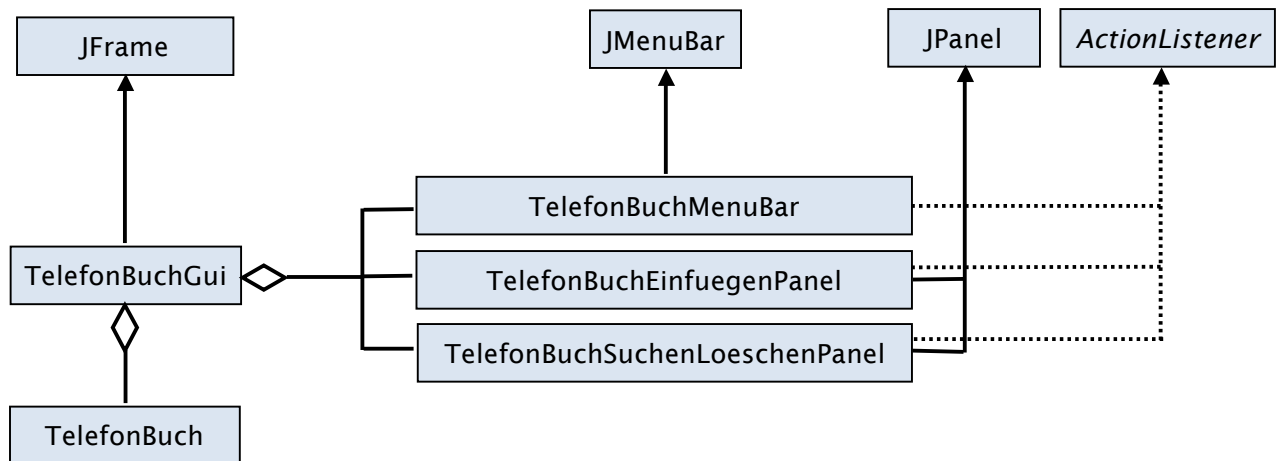 JFrame
JMenuBar
JPanel
ActionListener
TelefonBuchMenuBar
TelefonBuchGui
TelefonBuchEinfuegenPanel
TelefonBuchSuchenLoeschenPanel
TelefonBuch